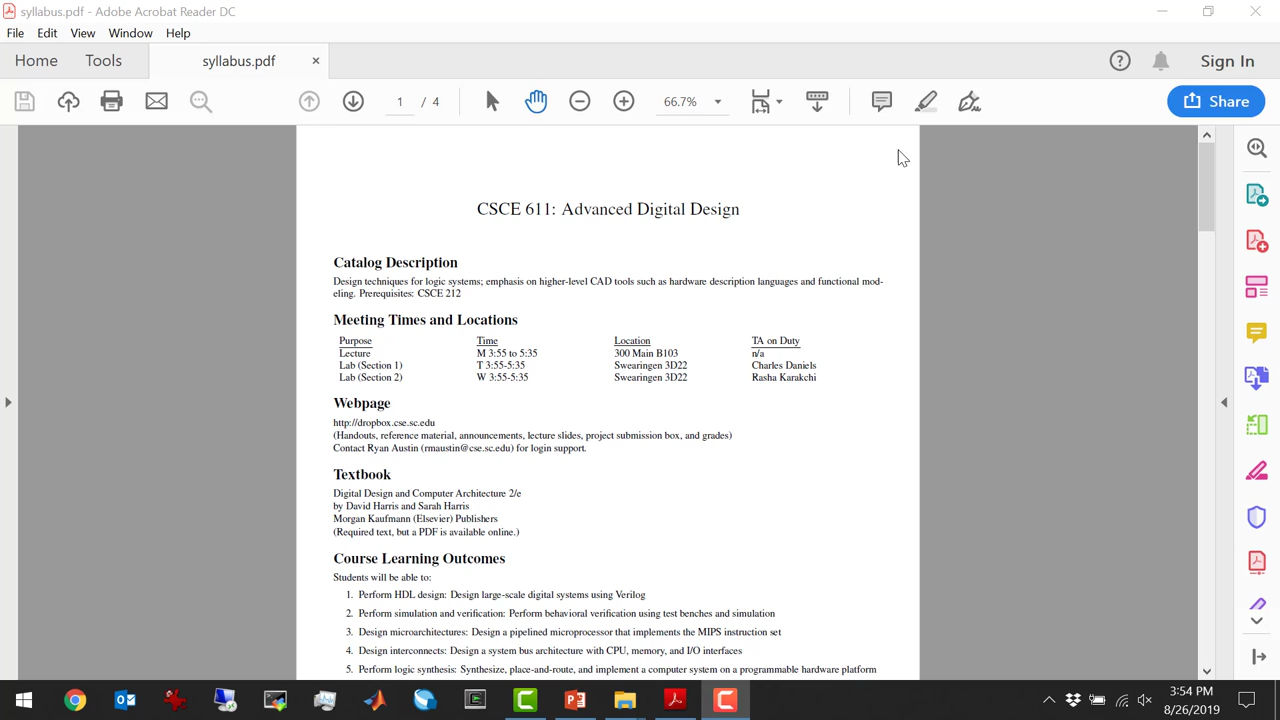 syllabus.pdf - Adobe Acrobat Reader DC
File Edit View Window Help
Home Tools syllabus.pdf × Sign In
1 / 4 66.7% Share
CSCE 611: Advanced Digital Design
Catalog Description
Design techniques for logic systems; emphasis on higher-level CAD tools such as hardware description languages and functional mod-
eling. Prerequisites: CSCE 212
Meeting Times and Locations
Purpose Time Location TA on Duty
Lecture M 3:55 to 5:35 300 Main B103 n/a
Lab (Section 1) T 3:55-5:35 Swearingen 3D22 Charles Daniels
Lab (Section 2) W 3:55-5:35 Swearingen 3D22 Rasha Karakchi
Webpage
http://dropbox.cse.sc.edu
(Handouts, reference material, announcements, lecture slides, project submission box, and grades)
Contact Ryan Austin (rmaustin@cse.sc.edu) for login support.
Textbook
Digital Design and Computer Architecture 2/e
by David Harris and Sarah Harris
Morgan Kaufmann (Elsevier) Publishers
(Required text, but a PDF is available online.)
Course Learning Outcomes
Students will be able to:
1. Perform HDL design: Design large-scale digital systems using Verilog
2. Perform simulation and verification: Perform behavioral verification using test benches and simulation
3. Design microarchitectures: Design a pipelined microprocessor that implements the MIPS instruction set
4. Design interconnects: Design a system bus architecture with CPU, memory, and I/O interfaces
5. Perform logic synthesis: Synthesize, place-and-route, and implement a computer system on a programmable hardware platform
3:54 PM
8/26/2019